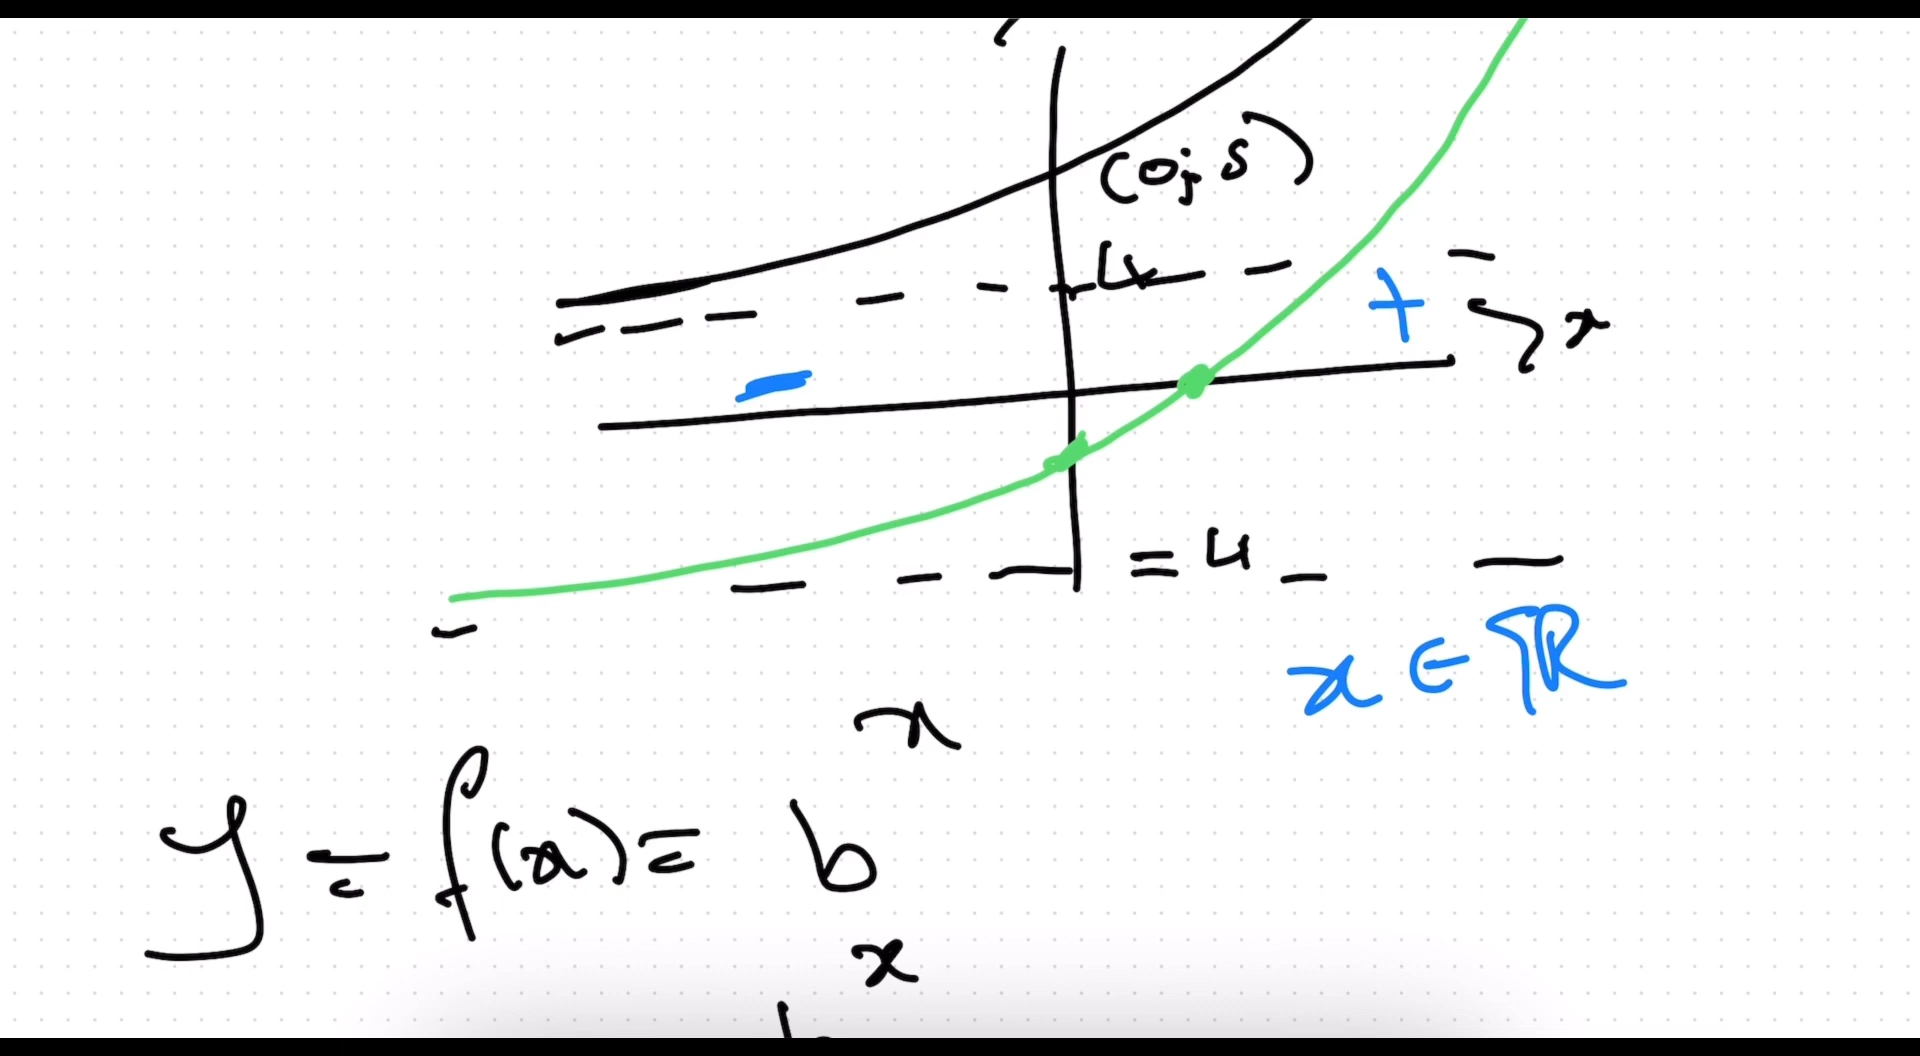 (0; 5)
4
x
= 4
x ∈ ℝ
y = f(x) = b^x
x